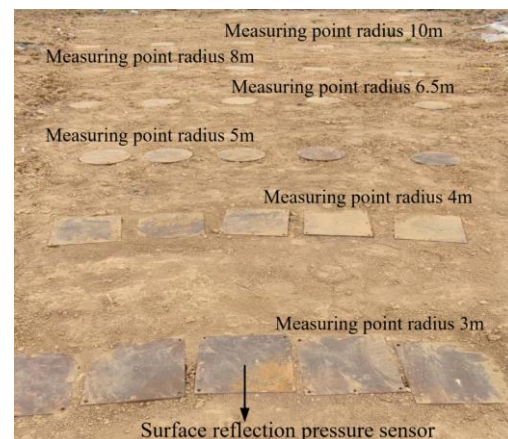 Measuring point radius 10m
Measuring point radius 8m
Measuring point radius 6.5m
Measuring point radius 5m
Measuring point radius 4m
Measuring point radius 3m
Surface reflection pressure sensor